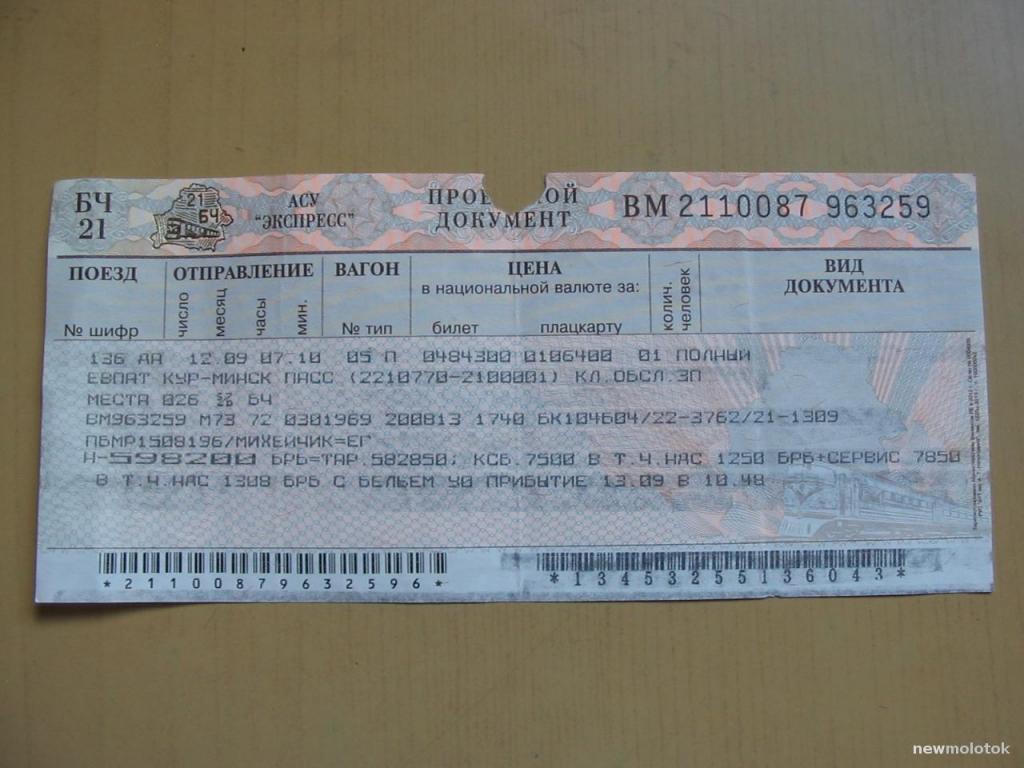 БЧ
21
21
БЧ
АСУ
"ЭКСПРЕСС"
ДОКУМЕНТ
ВМ 2110087 963259
ПОЕЗД
ОТПРАВЛЕНИЕ
ВАГОН
ЦЕНА
ВИД
в национальной валюте за:
ДОКУМЕНТА
№ шифр
число
месяц
часы
мин.
№ тип
билет
плацкарту
колич.
человек
136 АА 12.09 07.10 05 П 0484300 0106400 01 ПОЛНЫЙ
ЕВПАТ КУР-МИНСК ПАСС (2210770-2100001) КЛ.ОБСЛ.3П
МЕСТА 026 БЧ
ВМ963259 М73 72 0301969 200813 1740 БК104Б04/22-3762/21-1309
ПБМР1508196/МИХЕЙЧИК=ЕГ
Н-598200 БРБ=ТАР.582850; КСБ.7500 В Т.Ч.НАС 1250 БРБ+СЕРВИС 7850
В Т.Ч.НАС 1308 БРБ С БЕЛЬЕМ У0 ПРИБЫТИЕ 13.09 В 10.48
*21100879632596*
*13453255136043*
newmolotok